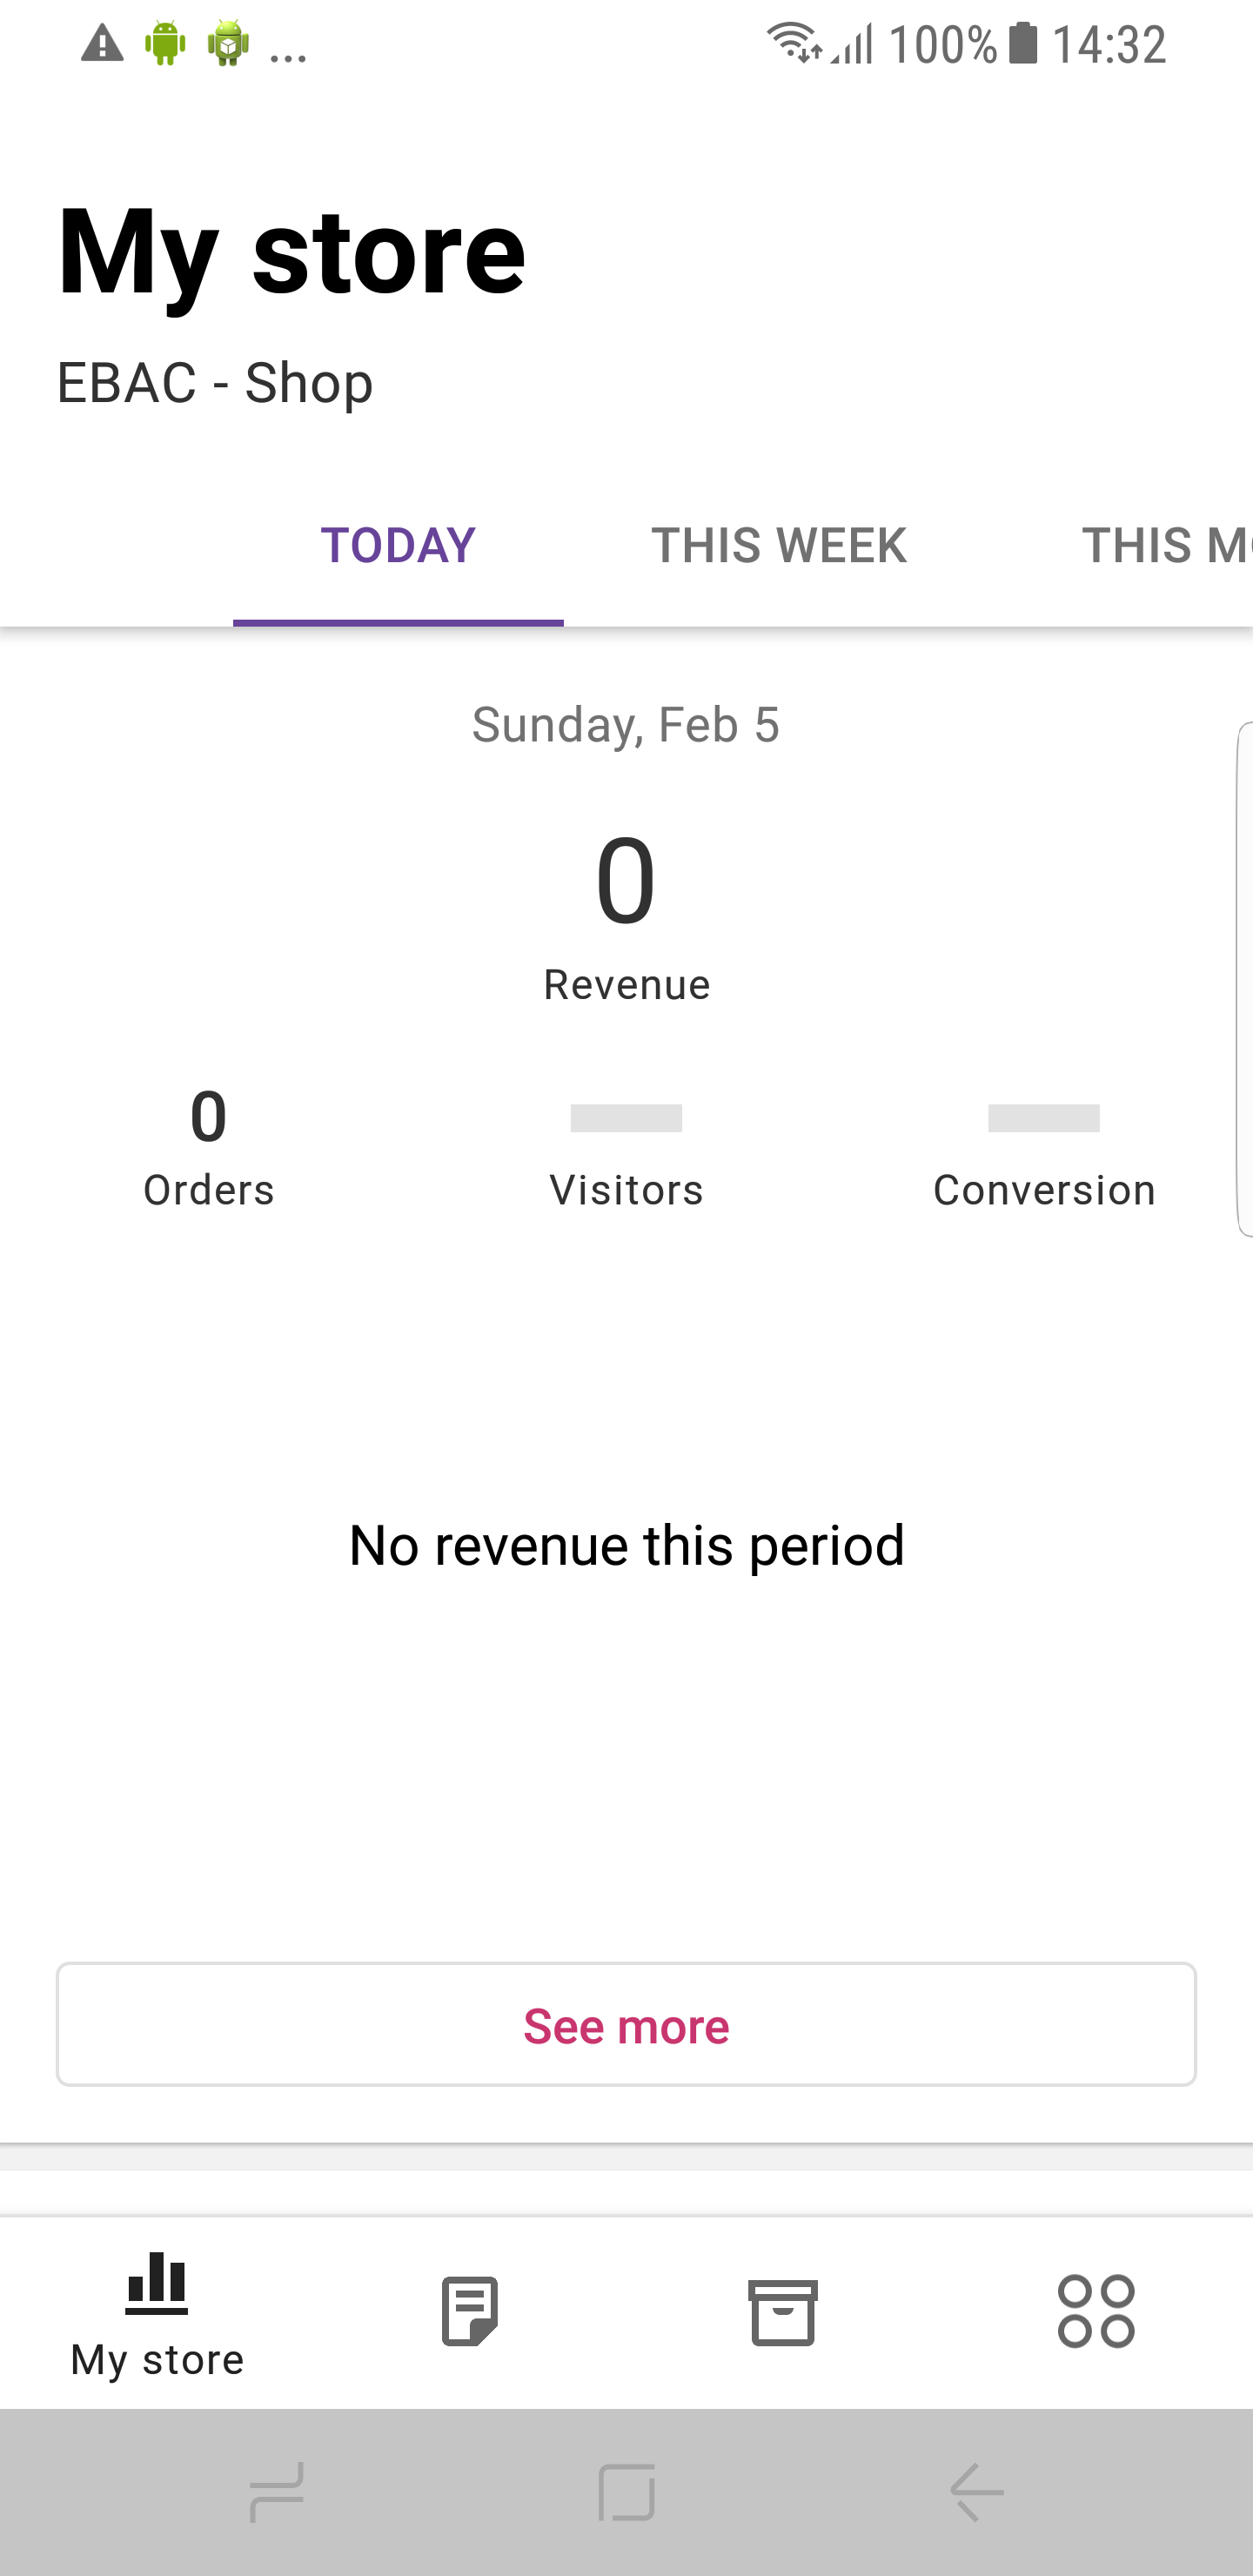 ... 100% 14:32
My store
EBAC - Shop
TODAY THIS WEEK THIS M
Sunday, Feb 5
0
Revenue
0
Orders Visitors Conversion
No revenue this period
See more
My store